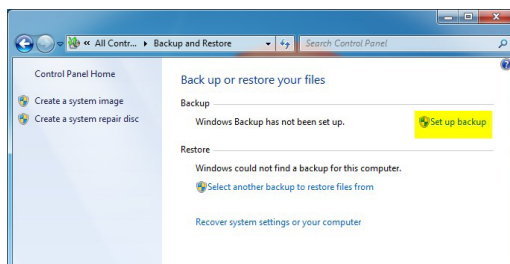 « All Contr... ▸ Backup and Restore
Search Control Panel
Control Panel Home
Create a system image
Create a system repair disc
Back up or restore your files
Backup
Windows Backup has not been set up.
Set up backup
Restore
Windows could not find a backup for this computer.
Select another backup to restore files from
Recover system settings or your computer